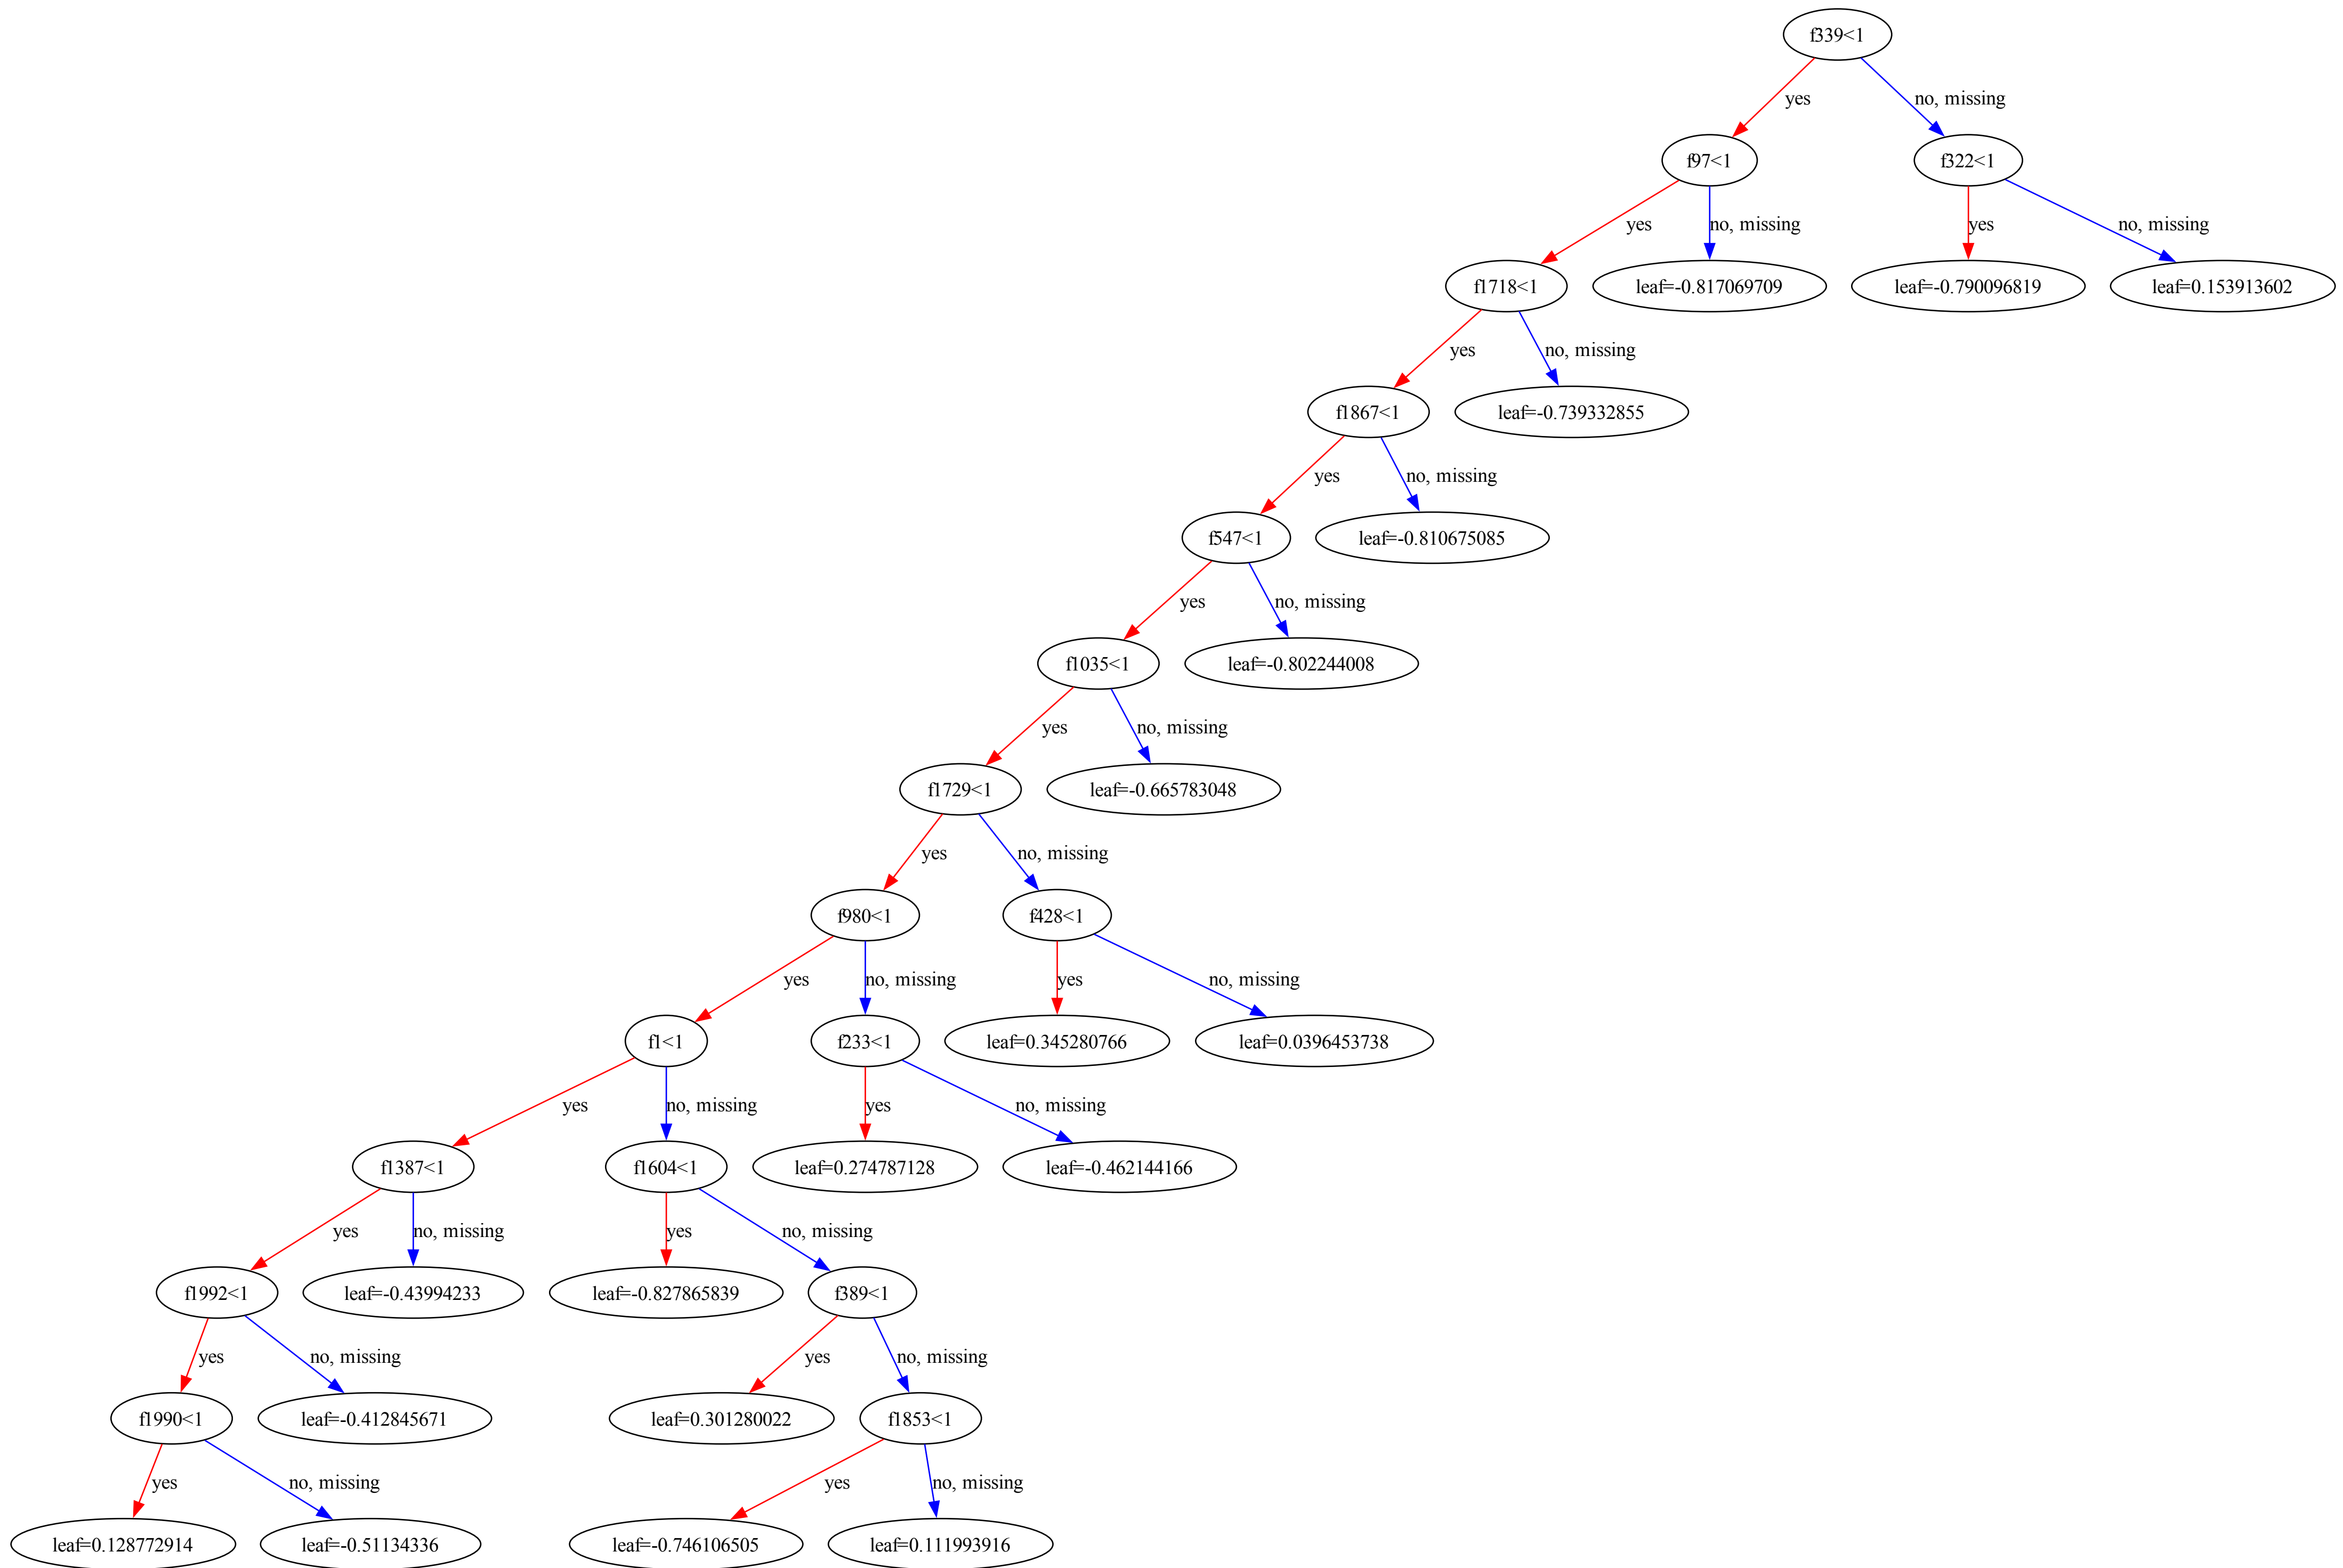 f339<1
yes
no, missing
f97<1
f322<1
yes
no, missing
yes
no, missing
f1718<1
leaf=-0.817069709
leaf=-0.790096819
leaf=0.153913602
yes
no, missing
f1867<1
leaf=-0.739332855
yes
no, missing
f547<1
leaf=-0.810675085
yes
no, missing
f1035<1
leaf=-0.802244008
yes
no, missing
f1729<1
leaf=-0.665783048
yes
no, missing
f980<1
f428<1
yes
no, missing
yes
no, missing
f1<1
f233<1
leaf=0.345280766
leaf=0.0396453738
yes
no, missing
yes
no, missing
f1387<1
f1604<1
leaf=0.274787128
leaf=-0.462144166
yes
no, missing
yes
no, missing
f1992<1
leaf=-0.43994233
leaf=-0.827865839
f389<1
yes
no, missing
yes
no, missing
f1990<1
leaf=-0.412845671
leaf=0.301280022
f1853<1
yes
no, missing
yes
no, missing
leaf=0.128772914
leaf=-0.51134336
leaf=-0.746106505
leaf=0.111993916